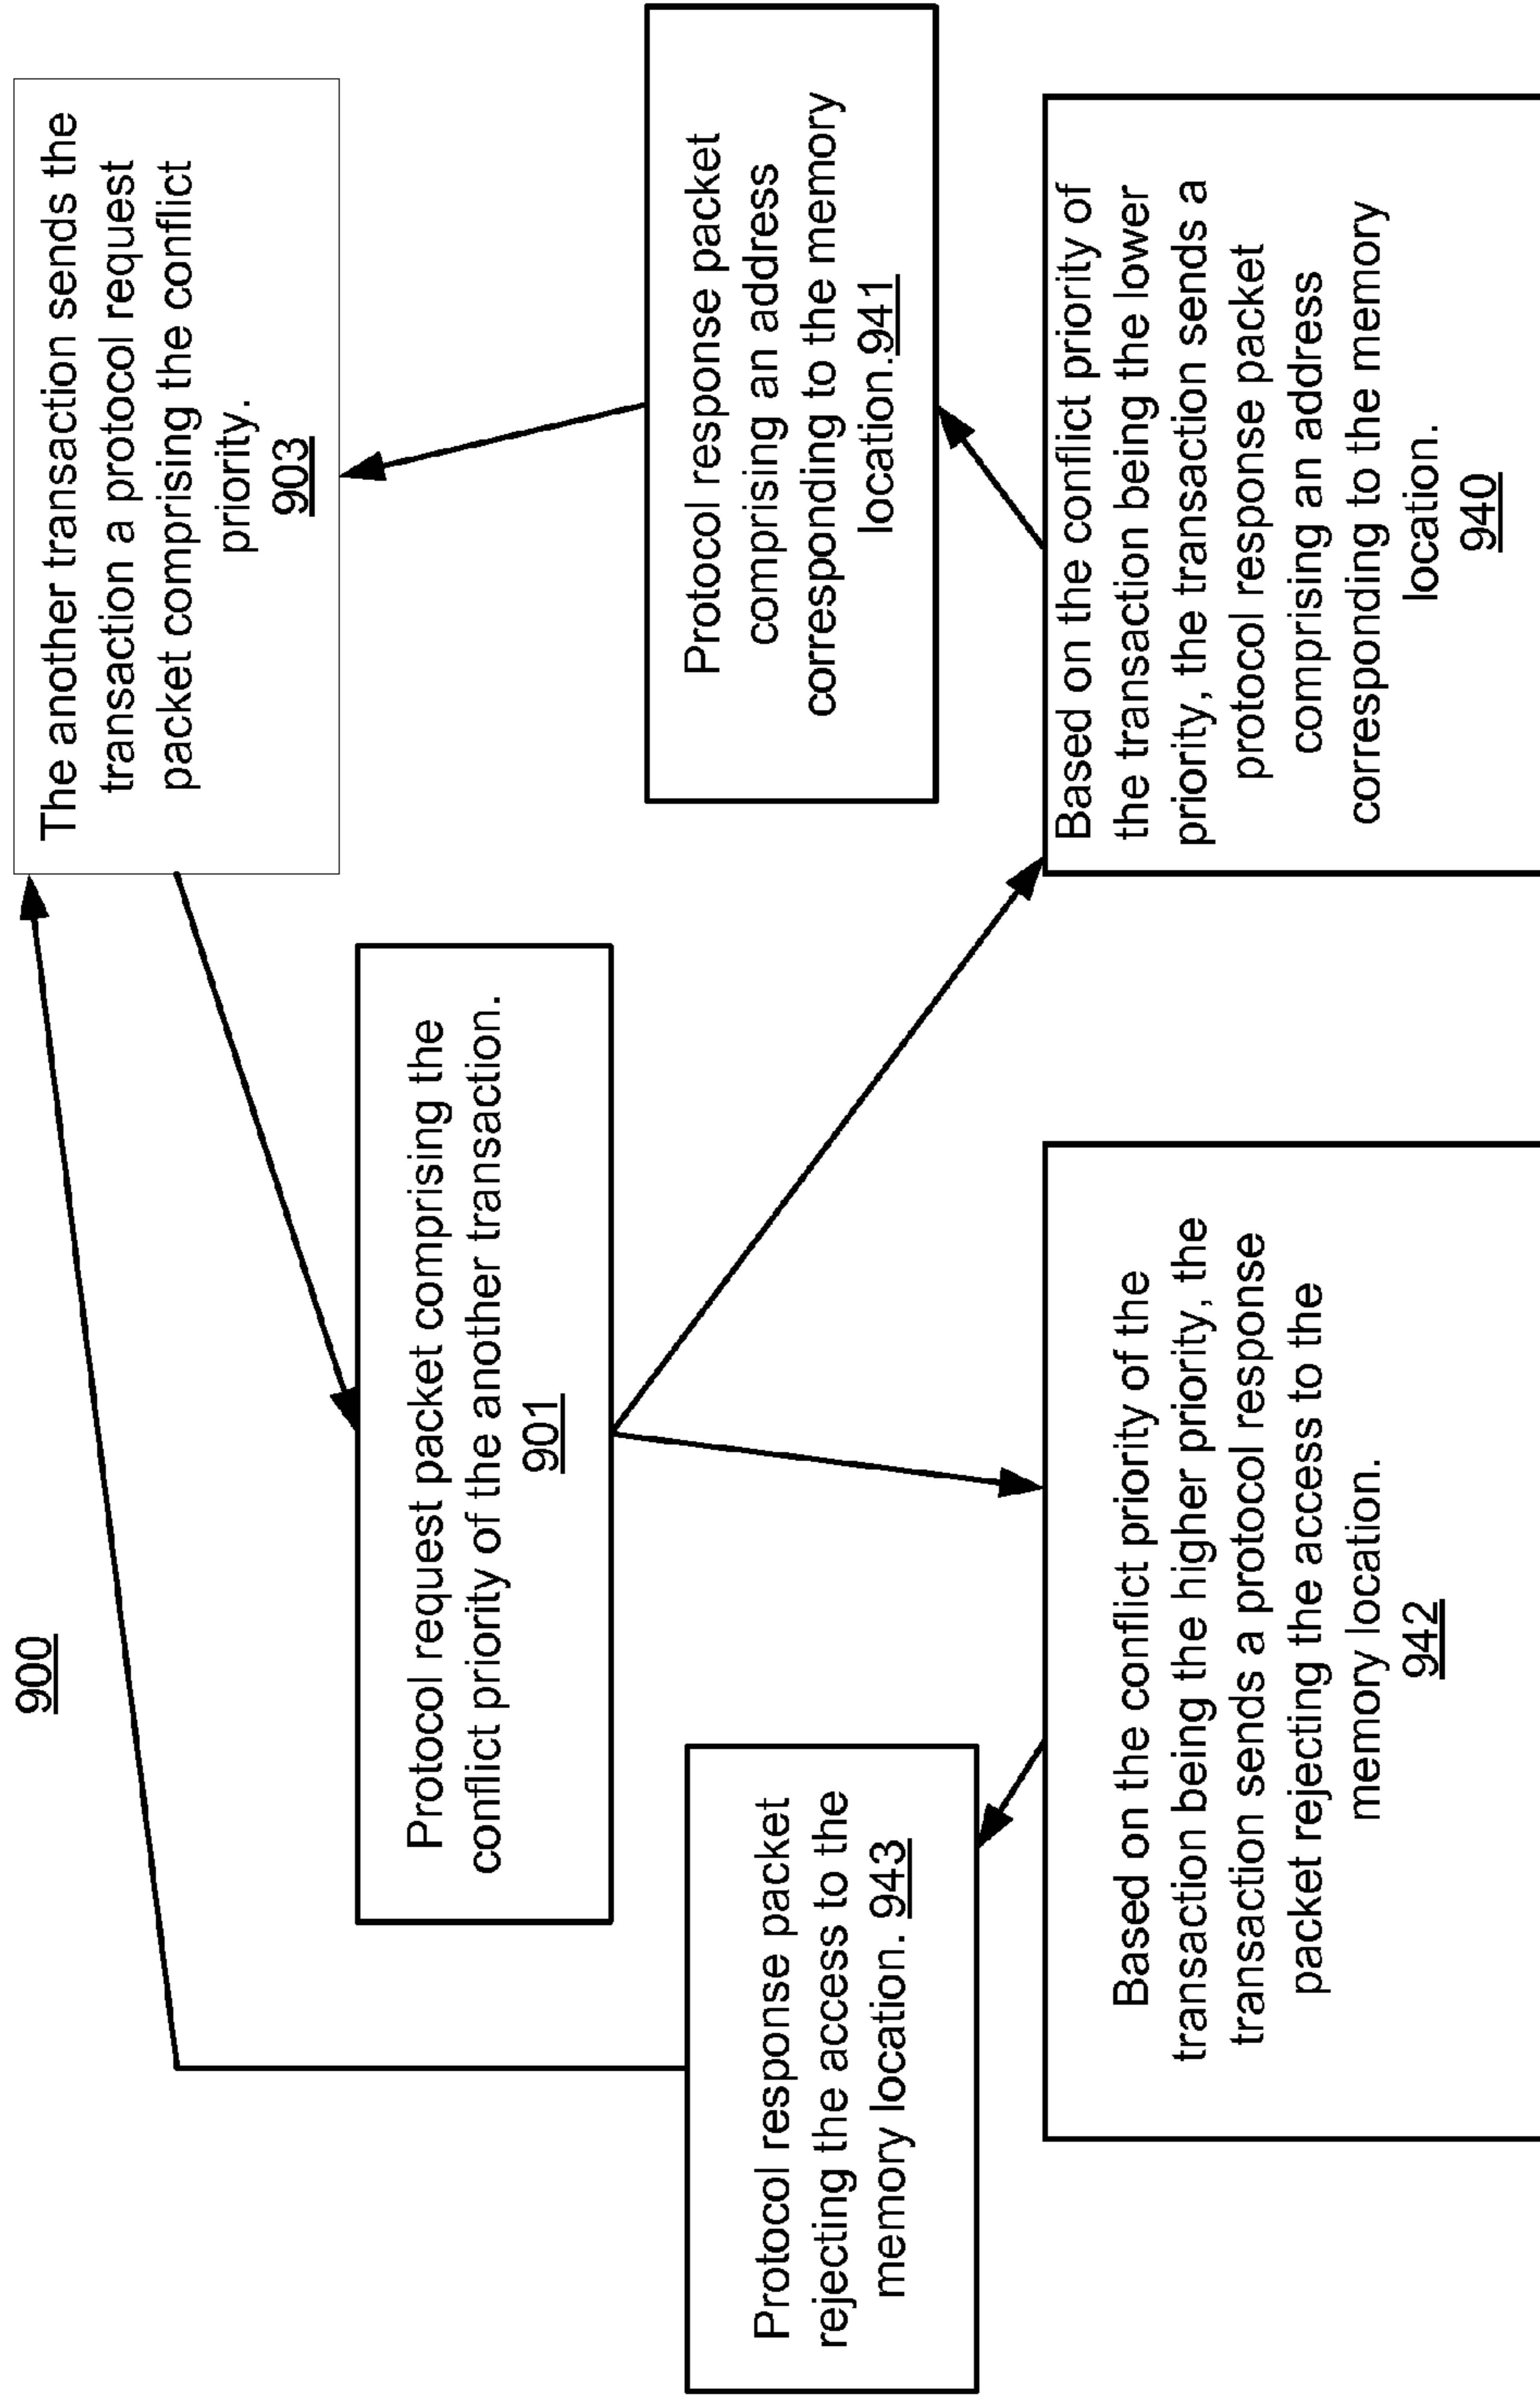 900
The another transaction sends the
transaction a protocol request
packet comprising the conflict
priority.
903
Protocol request packet comprising the
conflict priority of the another transaction.
901
Protocol response packet
rejecting the access to the
memory location. 943
Protocol response packet
comprising an address
corresponding to the memory
location.941
Based on the conflict priority of the
transaction being the higher priority, the
transaction sends a protocol response
packet rejecting the access to the
memory location.
942
Based on the conflict priority of
the transaction being the lower
priority, the transaction sends a
protocol response packet
comprising an address
corresponding to the memory
location.
940